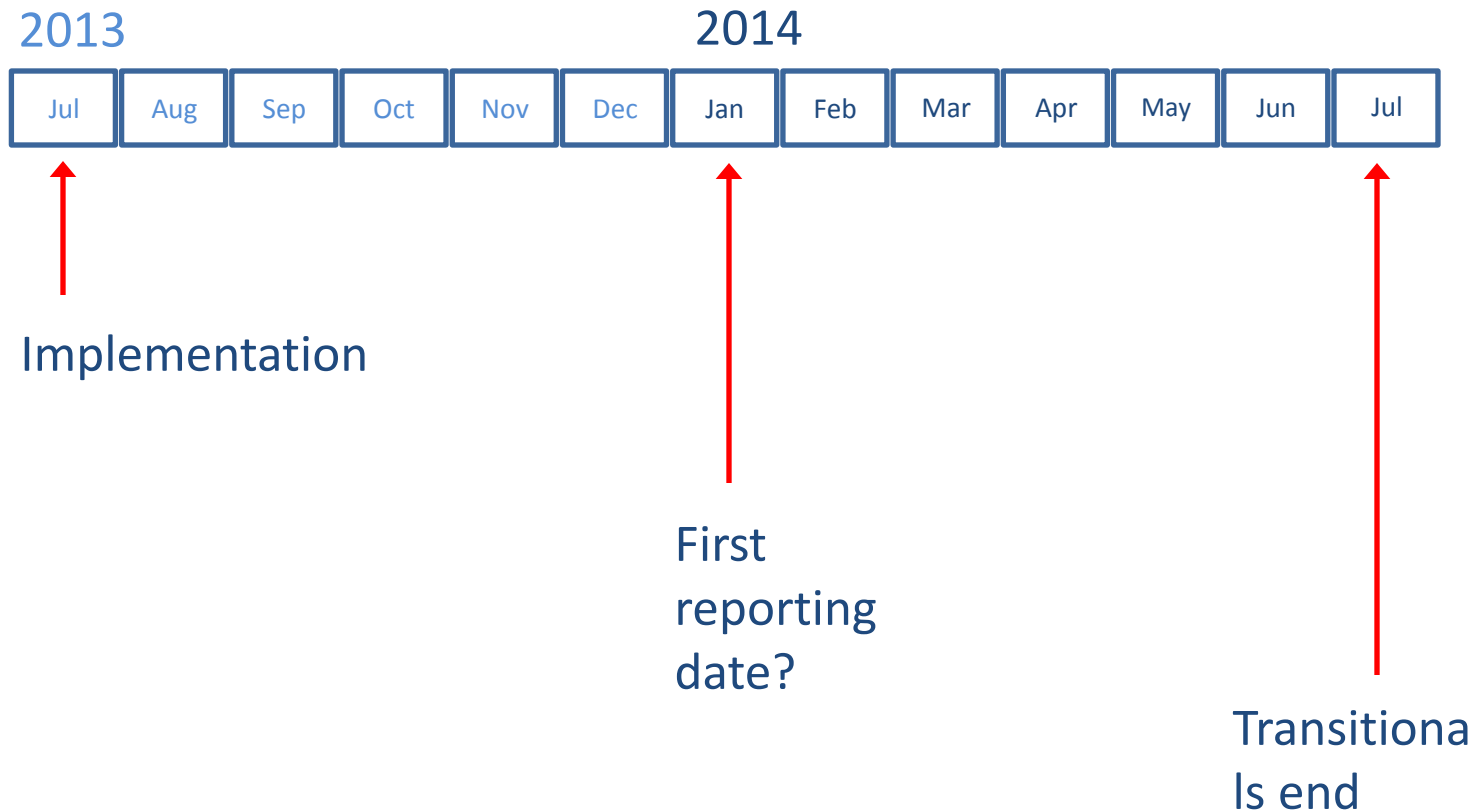 2013
2014
Jul Aug Sep Oct Nov Dec Jan Feb Mar Apr May Jun Jul
Implementation
First
reporting
date?
Transitiona
ls end